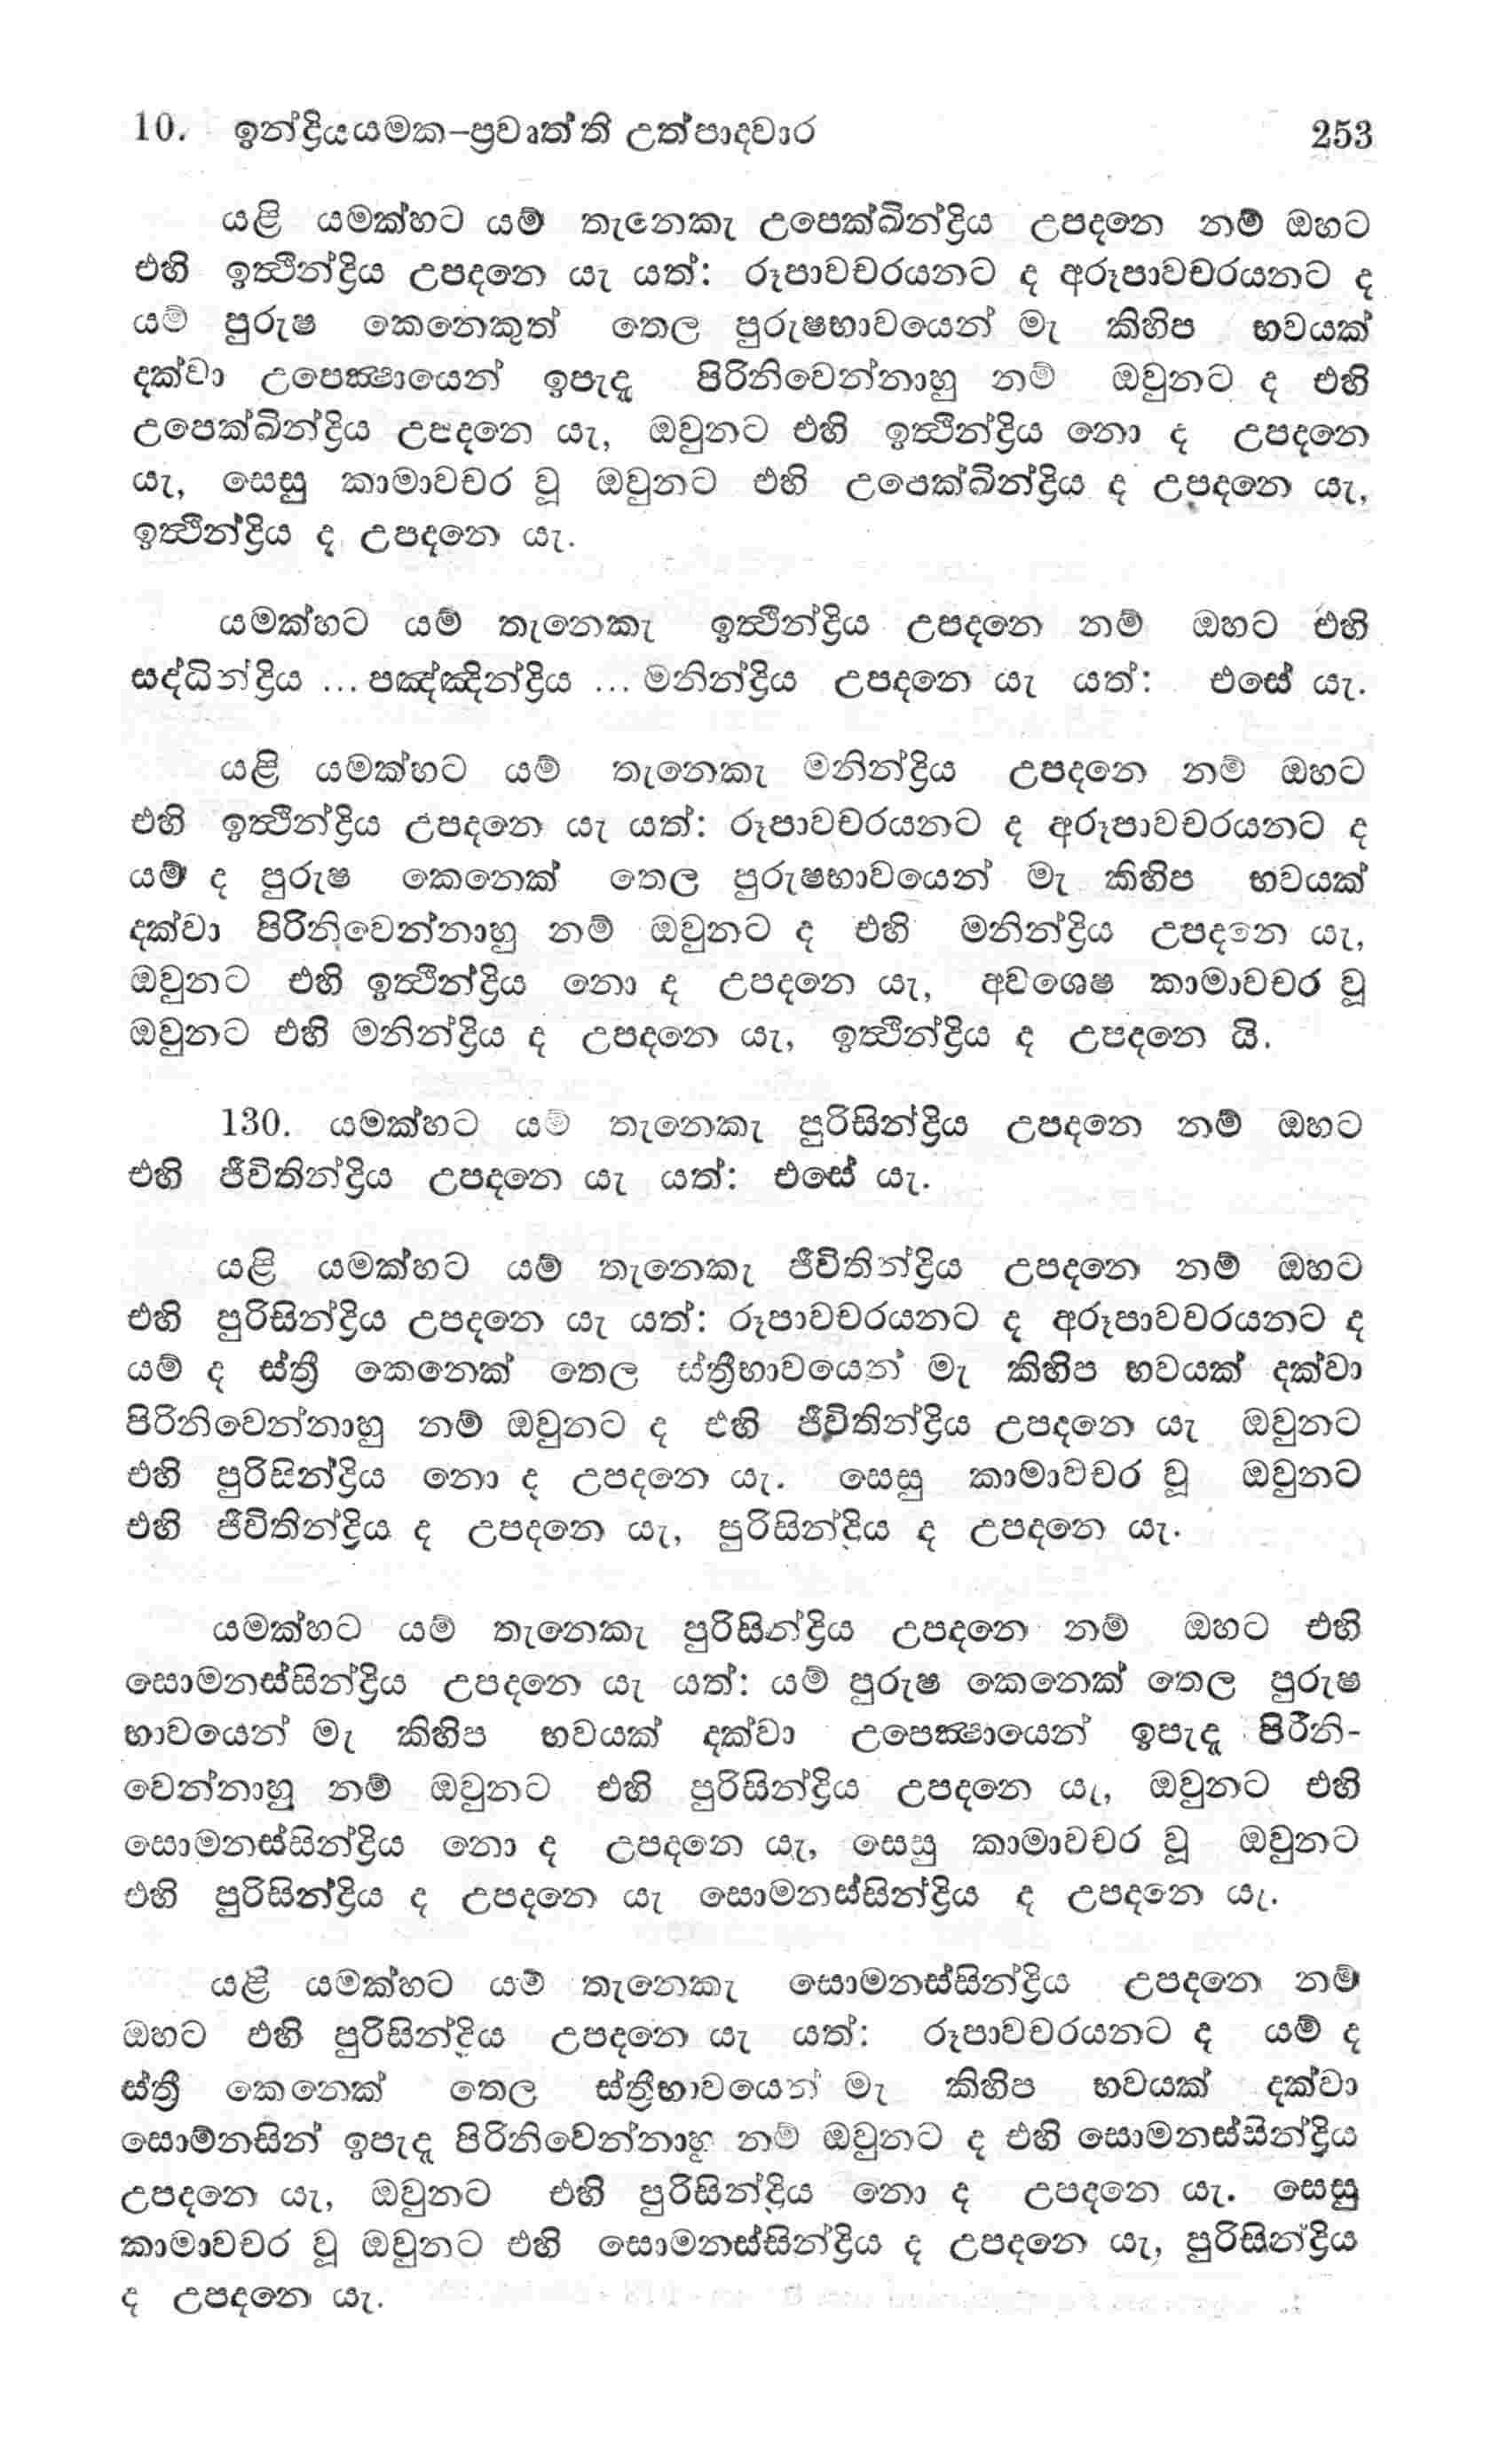 10. ඉන්ද්‍රියයමක-ප්‍රවෘත්ති උත්පාදවාර 253
යළි යමක්හට යම් තැනෙකැ උපෙක්ඛින්ද්‍රිය උපදනෙ නම් ඔහට
එහි ඉත්‍ථින්ද්‍රිය උපදනෙ යැ යත්: රූපාවචරයනට ද අරූපාවචරයනට ද
යම් පුරුෂ කෙනෙකුත් තෙල පුරුෂභාවයෙන් මැ කිහිප භවයක්
දක්වා උපෙක්‍ෂායෙන් ඉපැදැ පිරිනිවෙන්නාහු නම් ඔවුනට ද එහි
උපෙක්ඛින්ද්‍රිය උපදනෙ යැ, ඔවුනට එහි ඉත්‍ථින්ද්‍රිය නො ද උපදනෙ
යැ, සෙසු කාමාවචර වූ ඔවුනට එහි උපෙක්ඛින්ද්‍රිය ද උපදනෙ යැ,
ඉත්‍ථින්ද්‍රිය ද උපදනෙ යැ.
යමක්හට යම් තැනෙකැ ඉත්‍ථින්ද්‍රිය උපදනෙ නම් ඔහට එහි
සද්ධින්ද්‍රිය ... පඤ්ඤින්ද්‍රිය ... මනින්ද්‍රිය උපදනෙ යැ යත්: එසේ යැ.
යළි යමක්හට යම් තැනෙකැ මනින්ද්‍රිය උපදනෙ නම් ඔහට
එහි ඉත්‍ථින්ද්‍රිය උපදනෙ යැ යත්: රූපාවචරයනට ද අරූපාවචරයනට ද
යම් ද පුරුෂ කෙනෙක් තෙල පුරුෂභාවයෙන් මැ කිහිප භවයක්
දක්වා පිරිනිවෙන්නාහු නම් ඔවුනට ද එහි මනින්ද්‍රිය උපදනෙ යැ,
ඔවුනට එහි ඉත්‍ථින්ද්‍රිය නො ද උපදනෙ යැ, අවශෙෂ කාමාවචර වූ
ඔවුනට එහි මනින්ද්‍රිය ද උපදනෙ යැ, ඉත්‍ථින්ද්‍රිය ද උපදනෙ යි.
130. යමක්හට යම් තැනෙකැ පුරිසින්ද්‍රිය උපදනෙ නම් ඔහට
එහි ජීවිතින්ද්‍රිය උපදනෙ යැ යත්: එසේ යැ.
යළි යමක්හට යම් තැනෙකැ ජීවිතින්ද්‍රිය උපදනෙ නම් ඔහට
එහි පුරිසින්ද්‍රිය උපදනෙ යැ යත්: රූපාවචරයනට ද අරූපාවචරයනට ද
යම් ද ස්ත්‍රී කෙනෙක් තෙල ස්ත්‍රීභාවයෙන් මැ කිහිප භවයක් දක්වා
පිරිනිවෙන්නාහු නම් ඔවුනට ද එහි ජීවිතින්ද්‍රිය උපදනෙ යැ ඔවුනට
එහි පුරිසින්ද්‍රිය නො ද උපදනෙ යැ. සෙසු කාමාවචර වූ ඔවුනට
එහි ජීවිතින්ද්‍රිය ද උපදනෙ යැ, පුරිසින්ද්‍රිය ද උපදනෙ යැ.
යමක්හට යම් තැනෙකැ පුරිසින්ද්‍රිය උපදනෙ නම් ඔහට එහි
සොමනස්සින්ද්‍රිය උපදනෙ යැ යත්: යම් පුරුෂ කෙනෙක් තෙල පුරුෂ
භාවයෙන් මැ කිහිප භවයක් දක්වා උපෙක්‍ෂායෙන් ඉපැදැ පිරිනි-
වෙන්නාහු නම් ඔවුනට එහි පුරිසින්ද්‍රිය උපදනෙ යැ, ඔවුනට එහි
සොමනස්සින්ද්‍රිය නො ද උපදනෙ යැ, සෙසු කාමාවචර වූ ඔවුනට
එහි පුරිසින්ද්‍රිය ද උපදනෙ යැ සොමනස්සින්ද්‍රිය ද උපදනෙ යැ.
යළි යමක්හට යම් තැනෙකැ සොමනස්සින්ද්‍රිය උපදනෙ නම්
ඔහට එහි පුරිසින්ද්‍රිය උපදනෙ යැ යත්: රූපාවචරයනට ද යම් ද
ස්ත්‍රී කෙනෙක් තෙල ස්ත්‍රීභාවයෙන් මැ කිහිප භවයක් දක්වා
සොම්නසින් ඉපැදැ පිරිනිවෙන්නාහු නම් ඔවුනට ද එහි සොමනස්සින්ද්‍රිය
උපදනෙ යැ, ඔවුනට එහි පුරිසින්ද්‍රිය නො ද උපදනෙ යැ. සෙසු
කාමාවචර වූ ඔවුනට එහි සොමනස්සින්ද්‍රිය ද උපදනෙ යැ, පුරිසින්ද්‍රිය
ද උපදනෙ යැ.